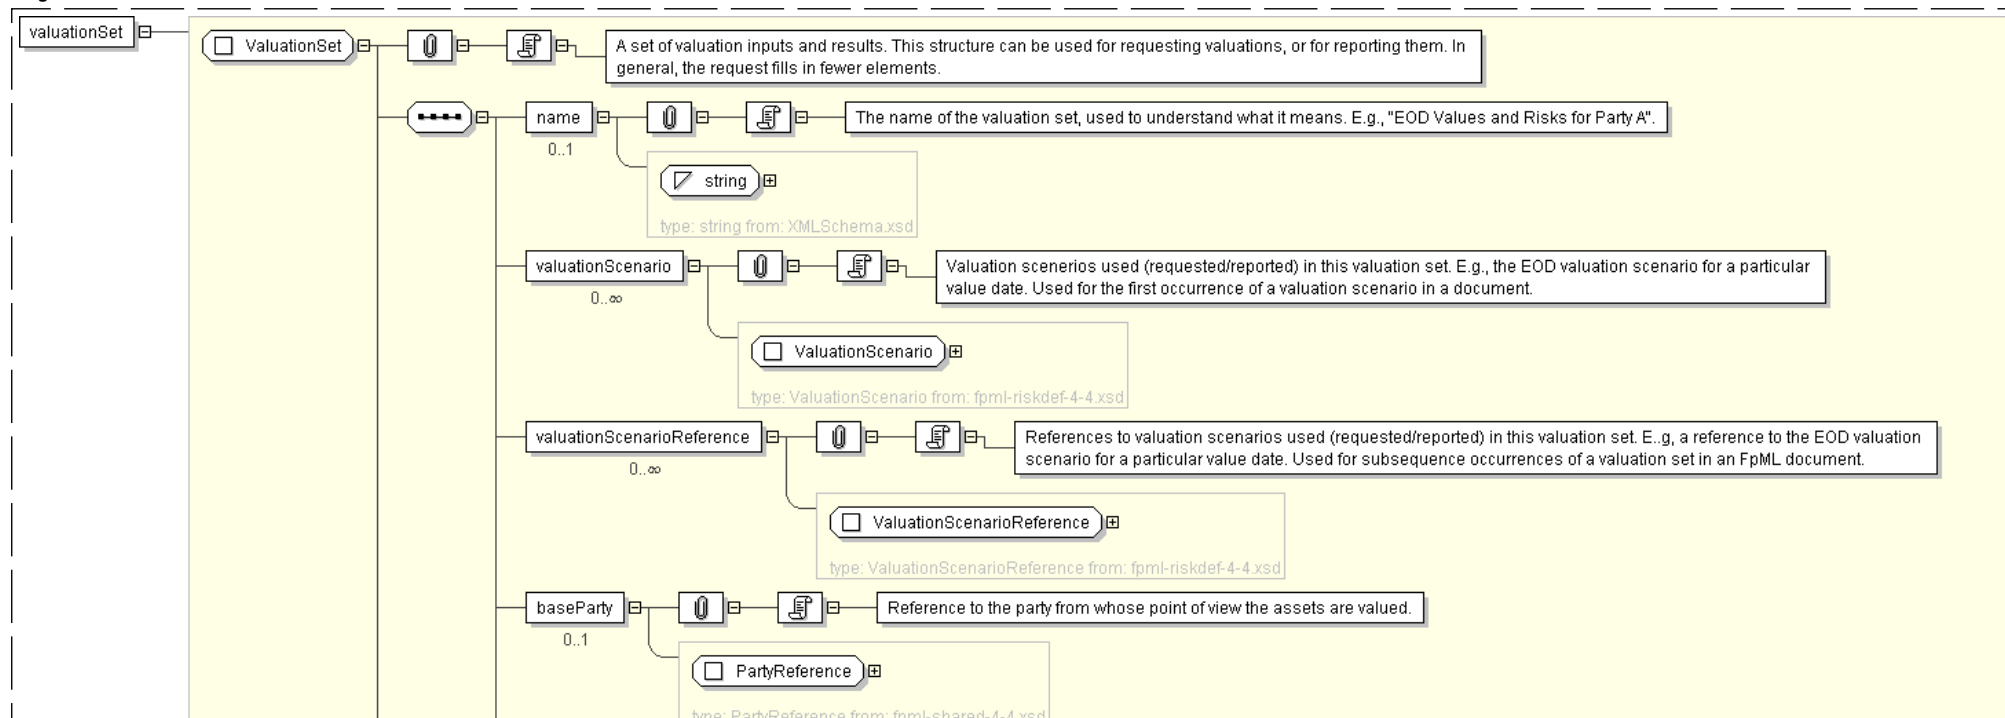 valuationSet
ValuationSet
A set of valuation inputs and results. This structure can be used for requesting valuations, or for reporting them. In
general, the request fills in fewer elements.
name
The name of the valuation set, used to understand what it means. E.g., "EOD Values and Risks for Party A".
0..1
string
type: string from: XMLSchema.xsd
valuationScenario
Valuation scenerios used (requested/reported) in this valuation set. E.g., the EOD valuation scenario for a particular
value date. Used for the first occurrence of a valuation scenario in a document.
0..∞
ValuationScenario
type: ValuationScenario from: fpml-riskdef-4-4.xsd
valuationScenarioReference
References to valuation scenarios used (requested/reported) in this valuation set. E..g, a reference to the EOD valuation
scenario for a particular value date. Used for subsequence occurrences of a valuation set in an FpML document.
0..∞
ValuationScenarioReference
type: ValuationScenarioReference from: fpml-riskdef-4-4.xsd
baseParty
Reference to the party from whose point of view the assets are valued.
0..1
PartyReference
type: PartyReference from: fpml-shared-4-4.xsd